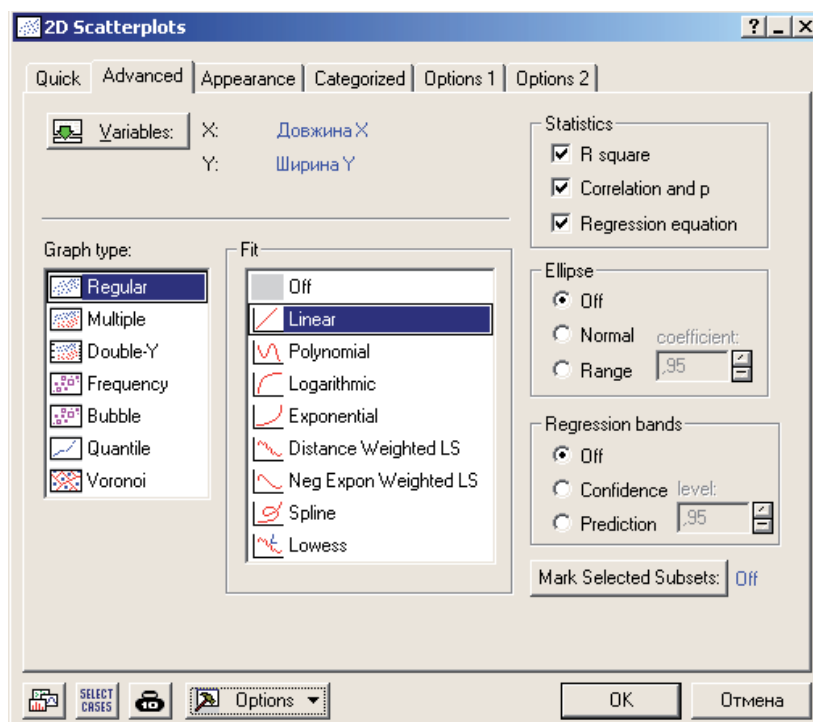 2D Scatterplots
Quick Advanced Appearance Categorized Options 1 Options 2
Variables: X: Довжина X
Y: Ширина Y
Graph type:
Regular
Multiple
Double-Y
Frequency
Bubble
Quantile
Voronoi
Fit
Off
Linear
Polynomial
Logarithmic
Exponential
Distance Weighted LS
Neg Expon Weighted LS
Spline
Lowess
Statistics
R square
Correlation and p
Regression equation
Ellipse
Off
Normal coefficient:
Range ,95
Regression bands
Off
Confidence level:
Prediction ,95
Mark Selected Subsets: Off
SELECT
CASES
Options
OK
Отмена